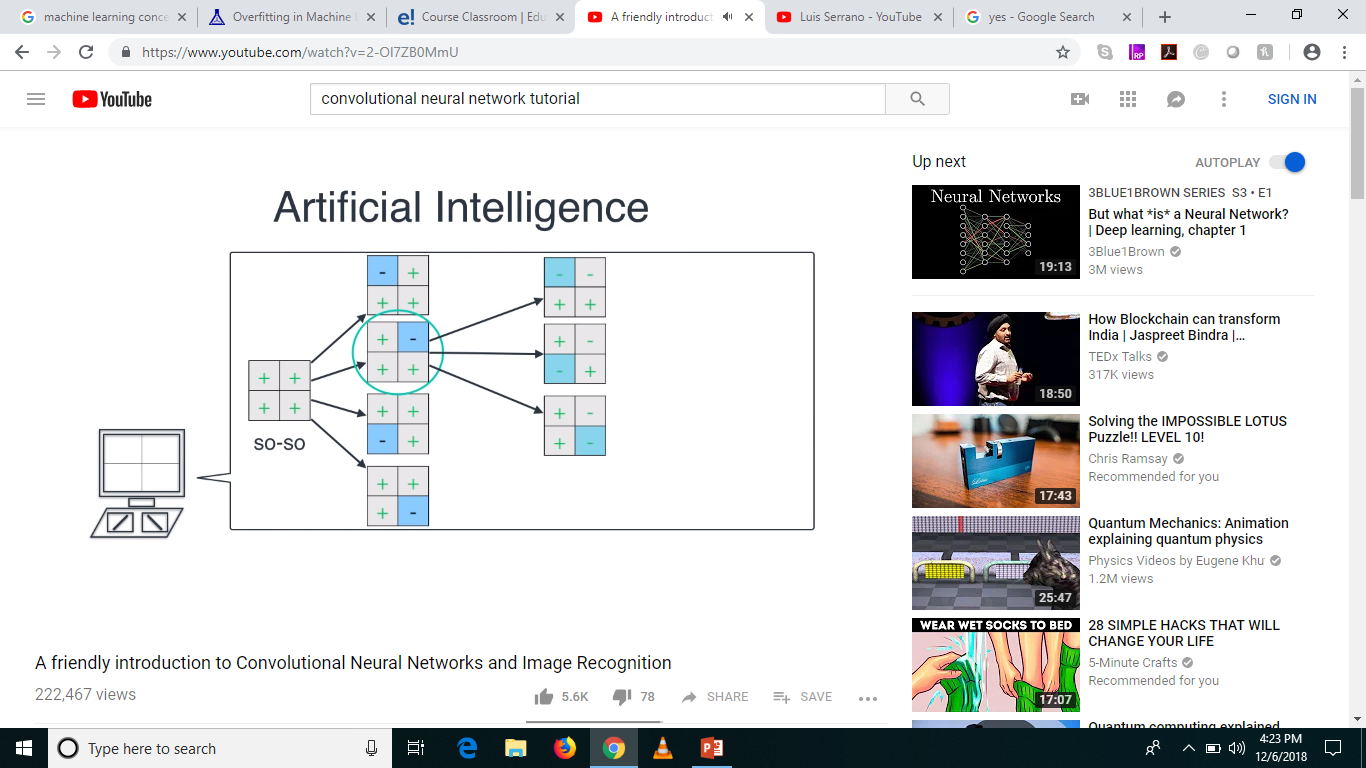 machine learning conce
Overfitting in Machine
Course Classroom | Edu
A friendly introduct
Luis Serrano - YouTube
yes - Google Search
https://www.youtube.com/watch?v=2-Ol7ZB0MmU
YouTube
convolutional neural network tutorial
SIGN IN
Artificial Intelligence
- +
+ +
+ -
+ +
+ +
- +
+ +
+ -
+ +
+ +
SO-SO
- -
+ +
+ -
- +
+ -
+ -
A friendly introduction to Convolutional Neural Networks and Image Recognition
222,467 views
5.6K
78
SHARE
SAVE
Up next
AUTOPLAY
Neural Networks
19:13
3BLUE1BROWN SERIES S3 • E1
But what *is* a Neural Network?
| Deep learning, chapter 1
3Blue1Brown
3M views
18:50
How Blockchain can transform
India | Jaspreet Bindra |...
TEDx Talks
317K views
17:43
Solving the IMPOSSIBLE LOTUS
Puzzle!! LEVEL 10!
Chris Ramsay
Recommended for you
25:47
Quantum Mechanics: Animation
explaining quantum physics
Physics Videos by Eugene Khu
1.2M views
WEAR WET SOCKS TO BED
17:07
28 SIMPLE HACKS THAT WILL
CHANGE YOUR LIFE
5-Minute Crafts
Recommended for you
Quantum computing explained
Type here to search
4:23 PM
12/6/2018